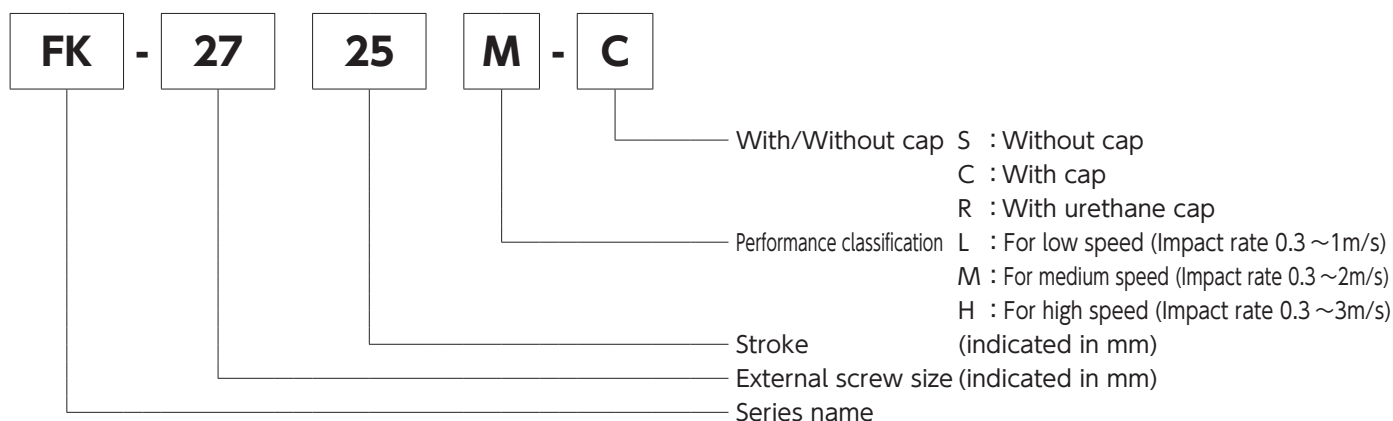 FK - 27 25 M - C
With/Without cap S : Without cap
C : With cap
R : With urethane cap
Performance classification L : For low speed (Impact rate 0.3～1m/s)
M : For medium speed (Impact rate 0.3～2m/s)
H : For high speed (Impact rate 0.3～3m/s)
Stroke (indicated in mm)
External screw size (indicated in mm)
Series name